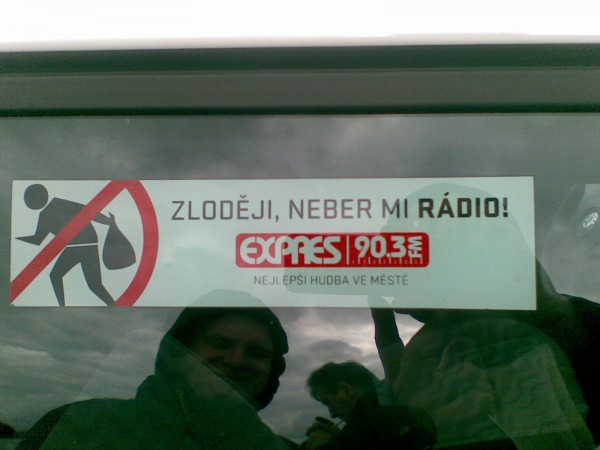 ZLODĚJI, NEBER MI RÁDIO!
EXPRES 90.3 FM
NEJLEPŠÍ HUDBA VE MĚSTĚ